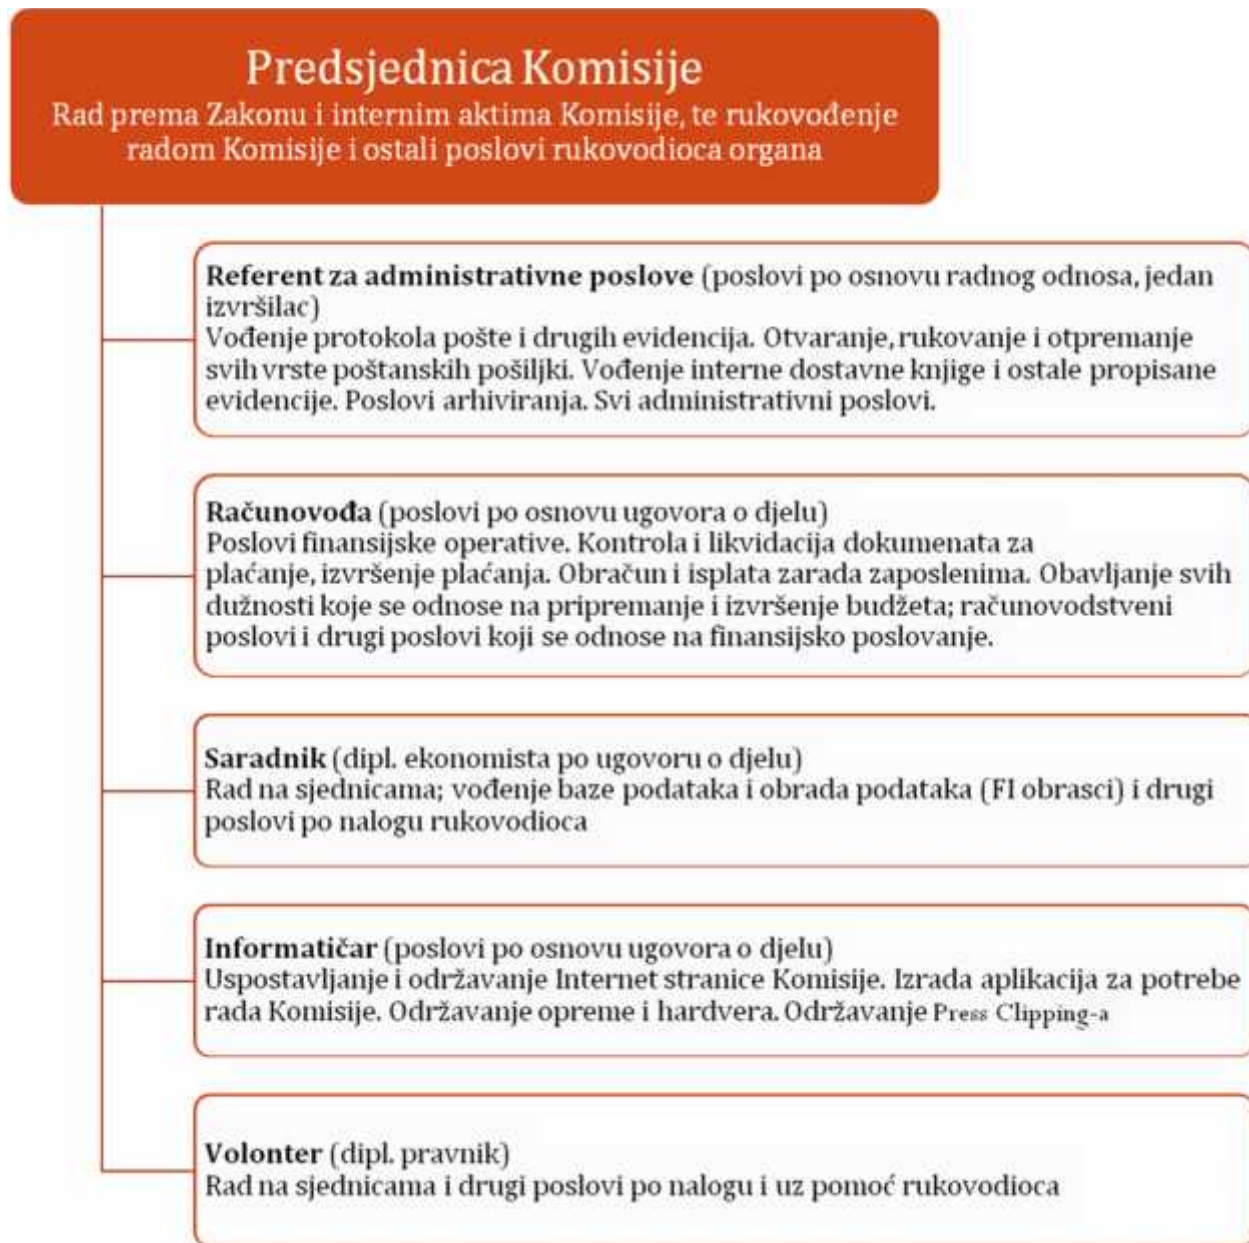 Predsjednica Komisije
Rad prema Zakonu i internim aktima Komisije, te rukovođenje
radom Komisije i ostali poslovi rukovodioca organa
Referent za administrativne poslove (poslovi po osnovu radnog odnosa, jedan
izvršilac)
Vođenje protokola pošte i drugih evidencija. Otvaranje, rukovanje i otpremanje
svih vrste poštanskih pošiljki. Vođenje interne dostavne knjige i ostale propisane
evidencije. Poslovi arhiviranja. Svi administrativni poslovi.
Računovođa (poslovi po osnovu ugovora o djelu)
Poslovi finansijske operative. Kontrola i likvidacija dokumenata za
plaćanje, izvršenje plaćanja. Obračun i isplata zarada zaposlenima. Obavljanje svih
dužnosti koje se odnose na pripremanje i izvršenje budžeta; računovodstveni
poslovi i drugi poslovi koji se odnose na finansijsko poslovanje.
Saradnik (dipl. ekonomista po ugovoru o djelu)
Rad na sjednicama; vođenje baze podataka i obrada podataka (FI obrasci) i drugi
poslovi po nalogu rukovodioca
Informatičar (poslovi po osnovu ugovora o djelu)
Uspostavljanje i održavanje Internet stranice Komisije. Izrada aplikacija za potrebe
rada Komisije. Održavanje opreme i hardvera. Održavanje Press Clipping-a
Volonter (dipl. pravnik)
Rad na sjednicama i drugi poslovi po nalogu i uz pomoć rukovodioca